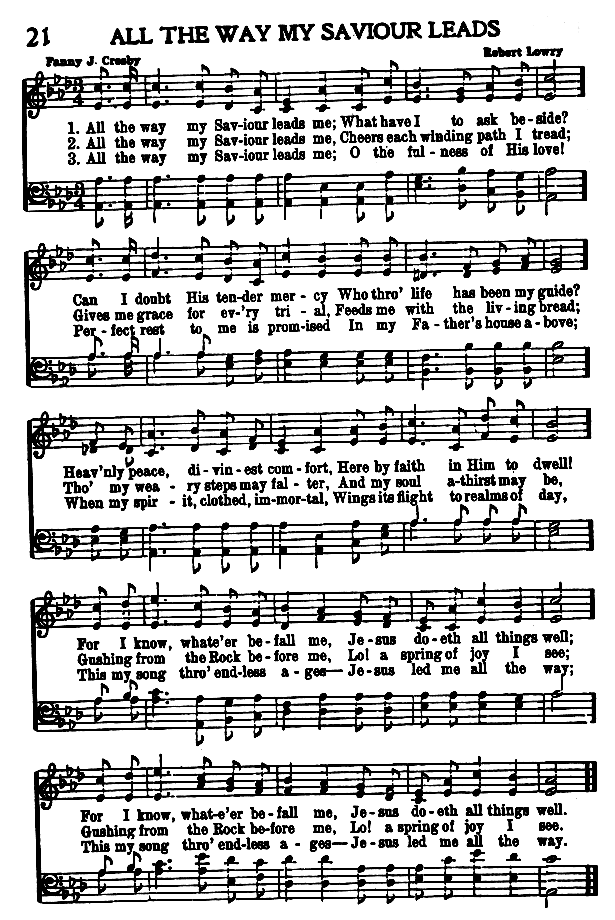 21 ALL THE WAY MY SAVIOUR LEADS
Fanny J. Crosby Robert Lowry
1. All the way my Sav-iour leads me; What have I to ask be-side?
2. All the way my Sav-iour leads me, Cheers each winding path I tread;
3. All the way my Sav-iour leads me; O the ful-ness of His love!
Can I doubt His ten-der mer-cy Who thro' life has been my guide?
Gives me grace for ev-'ry tri-al, Feeds me with the liv-ing bread;
Per-fect rest to me is prom-ised In my Fa-ther's house a-bove;
Heav'nly peace, di-vin-est com-fort, Here by faith in Him to dwell!
Tho' my wea-ry steps may fal-ter, And my soul a-thirst may be,
When my spir-it, clothed, im-mor-tal, Wings its flight to realms of day,
For I know, whate'er be-fall me, Je-sus do-eth all things well;
Gushing from the Rock be-fore me, Lo! a spring of joy I see;
This my song thro' end-less a-ges—Je-sus led me all the way;
For I know, what-e'er be-fall me, Je-sus do-eth all things well.
Gushing from the Rock be-fore me, Lo! a spring of joy I see.
This my song thro' end-less a-ges—Je-sus led me all the way.